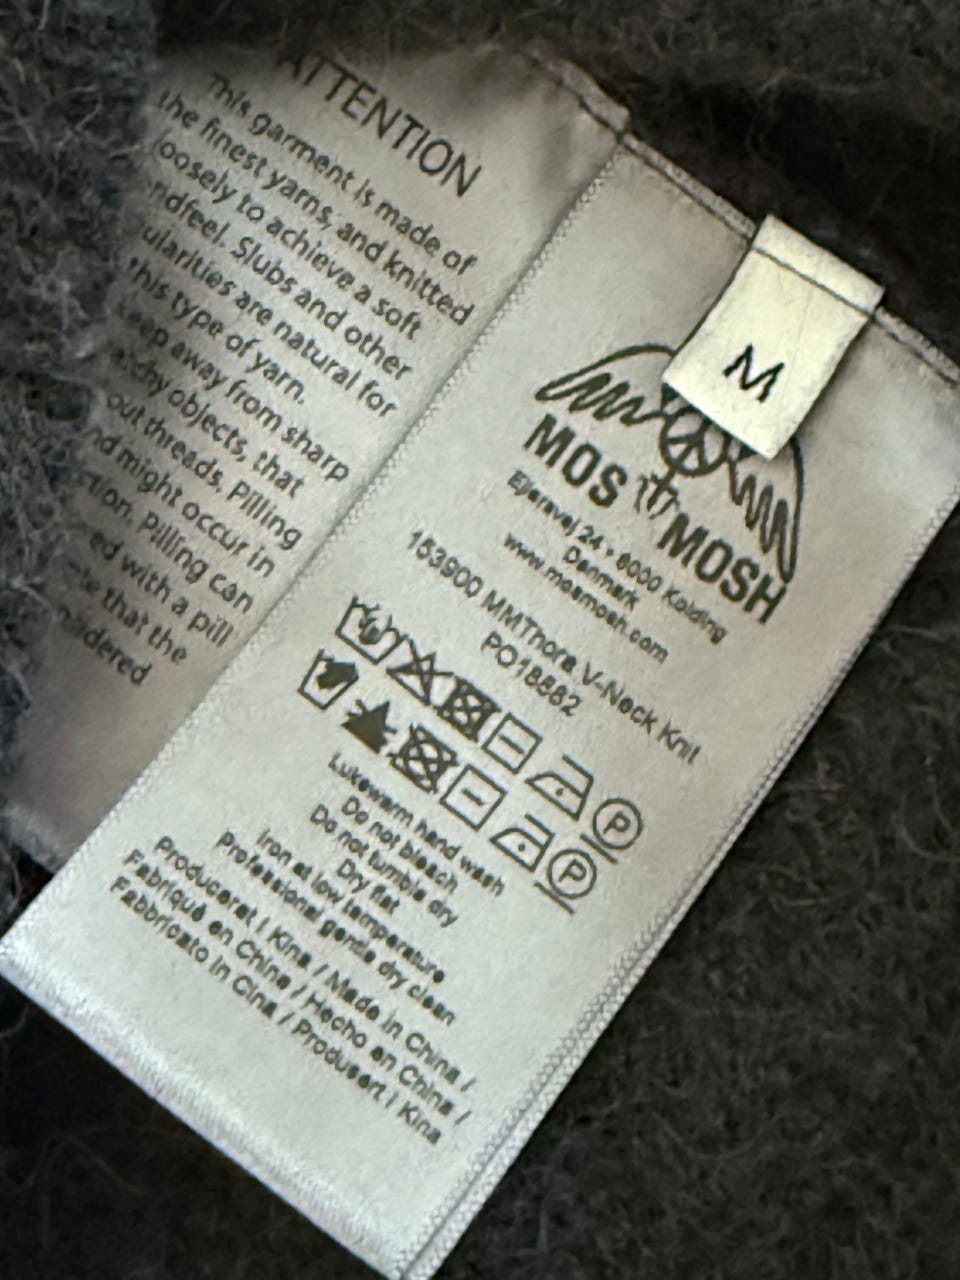 ATTENTION
This garment is made of
the finest yarns, and knitted
loosely to achieve a soft
Slubs and other
are natural for
this type of yarn.
away from sharp
objects, that
out threads. Pilling
might occur in
Pilling can
with a pill
that the
M
MOS MOSH
Ejlersvej 24 • 6000 Kolding
Denmark
www.mosmosh.com
153900 MMThora V-Neck Knit
PO18582
P
P
Lukewarm hand wash
Do not bleach
Do not tumble dry
Dry flat
Iron at low temperature
Professional gentle dry clean
Produceret i Kina / Made in China /
Fabriqué en Chine / Hecho en China /
Fabbricato in Cina / Produsert i Kina